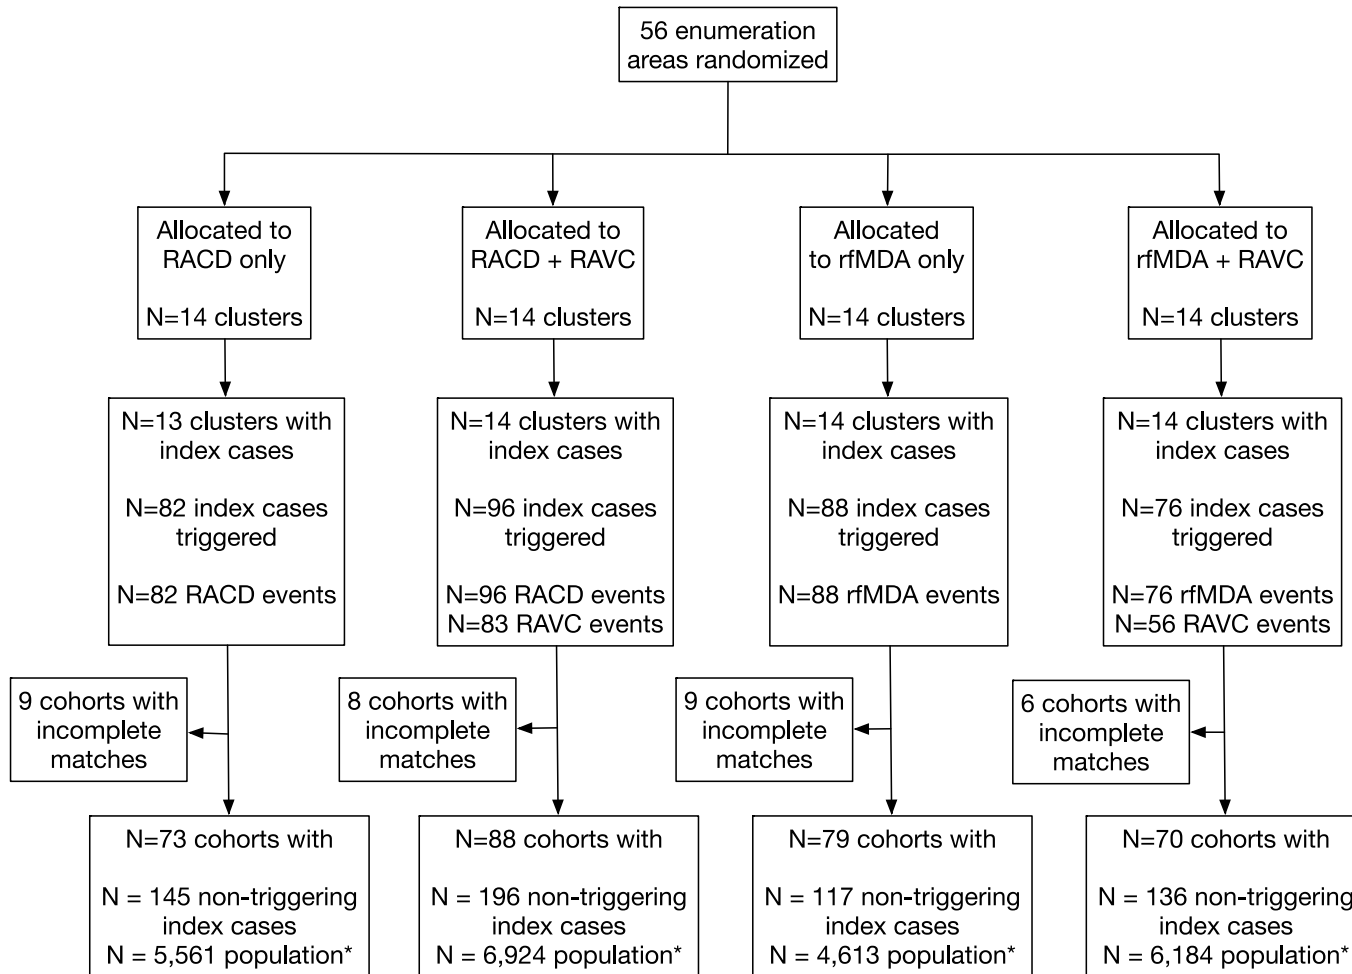 56 enumeration
areas randomized
Allocated to
RACD only
N=14 clusters
Allocated to
RACD + RAVC
N=14 clusters
Allocated
to rfMDA only
N=14 clusters
Allocated to
rfMDA + RAVC
N=14 clusters
N=13 clusters with
index cases
N=82 index cases
triggered
N=82 RACD events
N=14 clusters with
index cases
N=96 index cases
triggered
N=96 RACD events
N=83 RAVC events
N=14 clusters with
index cases
N=88 index cases
triggered
N=88 rfMDA events
N=14 clusters with
index cases
N=76 index cases
triggered
N=76 rfMDA events
N=56 RAVC events
9 cohorts with
incomplete
matches
8 cohorts with
incomplete
matches
9 cohorts with
incomplete
matches
6 cohorts with
incomplete
matches
N=73 cohorts with
N = 145 non-triggering
index cases
N = 5,561 population*
N=88 cohorts with
N = 196 non-triggering
index cases
N = 6,924 population*
N=79 cohorts with
N = 117 non-triggering
index cases
N = 4,613 population*
N=70 cohorts with
N = 136 non-triggering
index cases
N = 6,184 population*